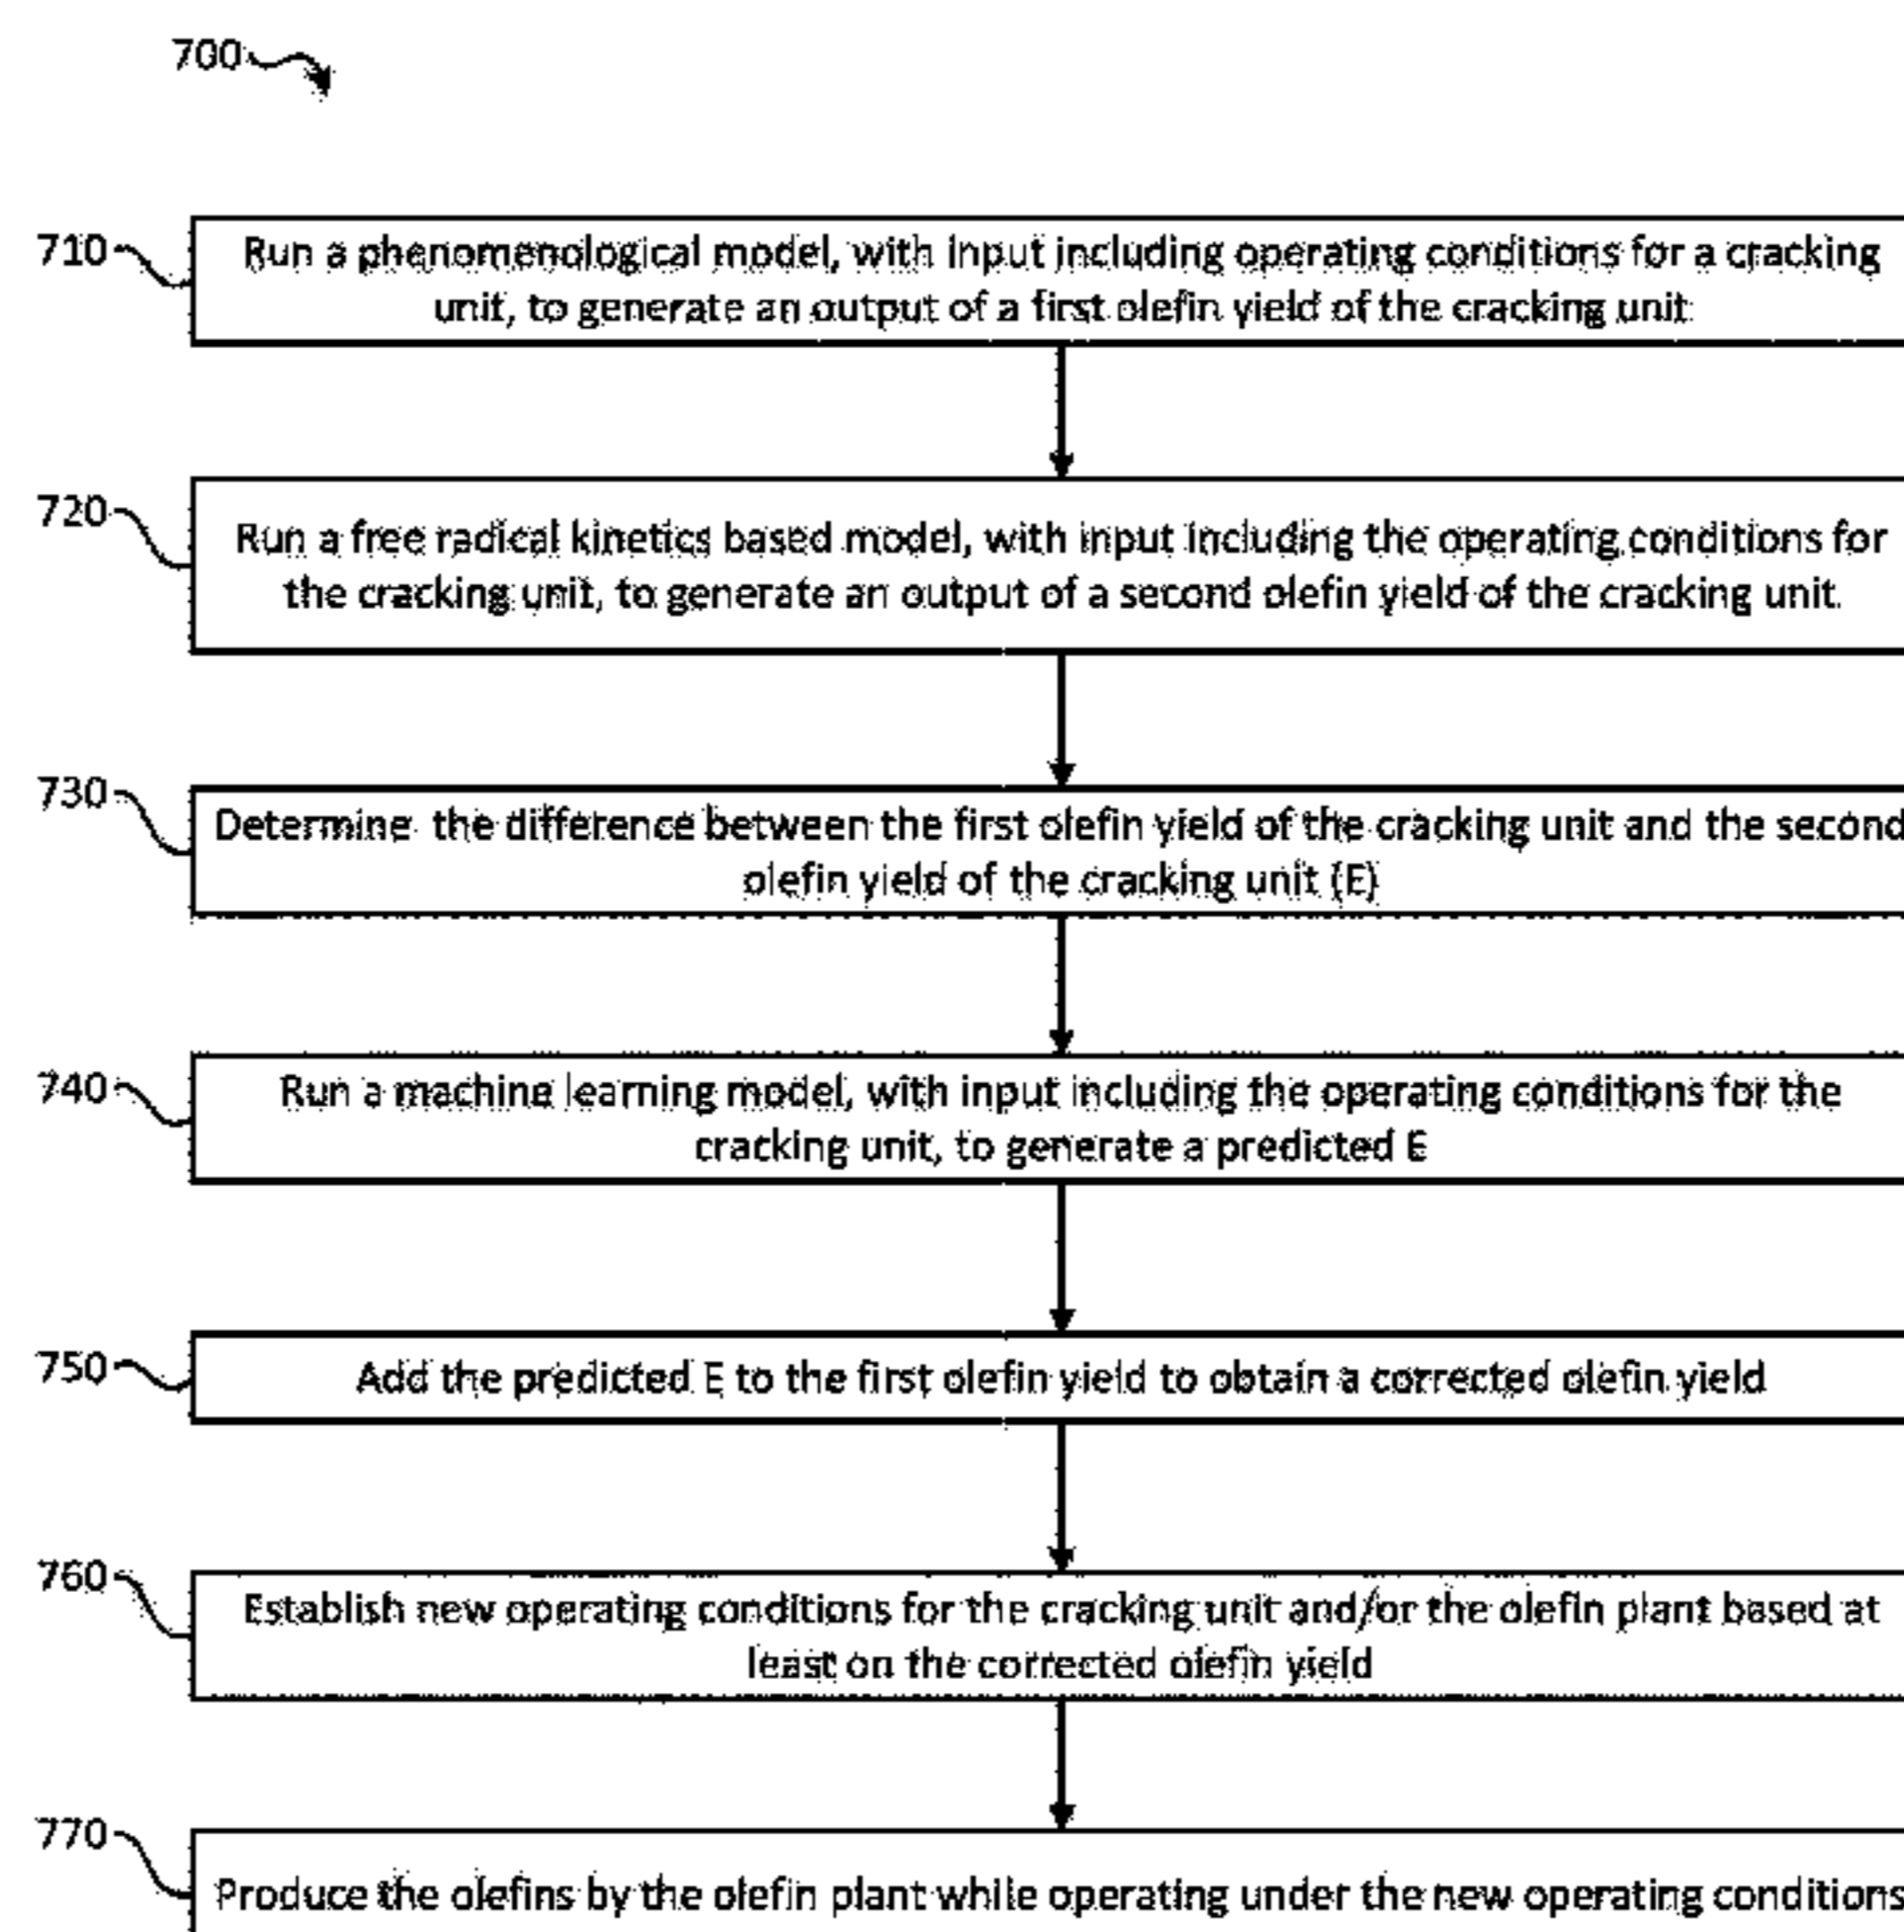 700
710
Run a phenomenological model, with input including operating conditions for a cracking
unit, to generate an output of a first olefin yield of the cracking unit
720
Run a free radical kinetics based model, with input including the operating conditions for
the cracking unit, to generate an output of a second olefin yield of the cracking unit.
730
Determine the difference between the first olefin yield of the cracking unit and the second
olefin yield of the cracking unit (E)
740
Run a machine learning model, with input including the operating conditions for the
cracking unit, to generate a predicted E
750
Add the predicted E to the first olefin yield to obtain a corrected olefin yield
760
Establish new operating conditions for the cracking unit and/or the olefin plant based at
least on the corrected olefin yield
770
Produce the olefins by the olefin plant while operating under the new operating conditions